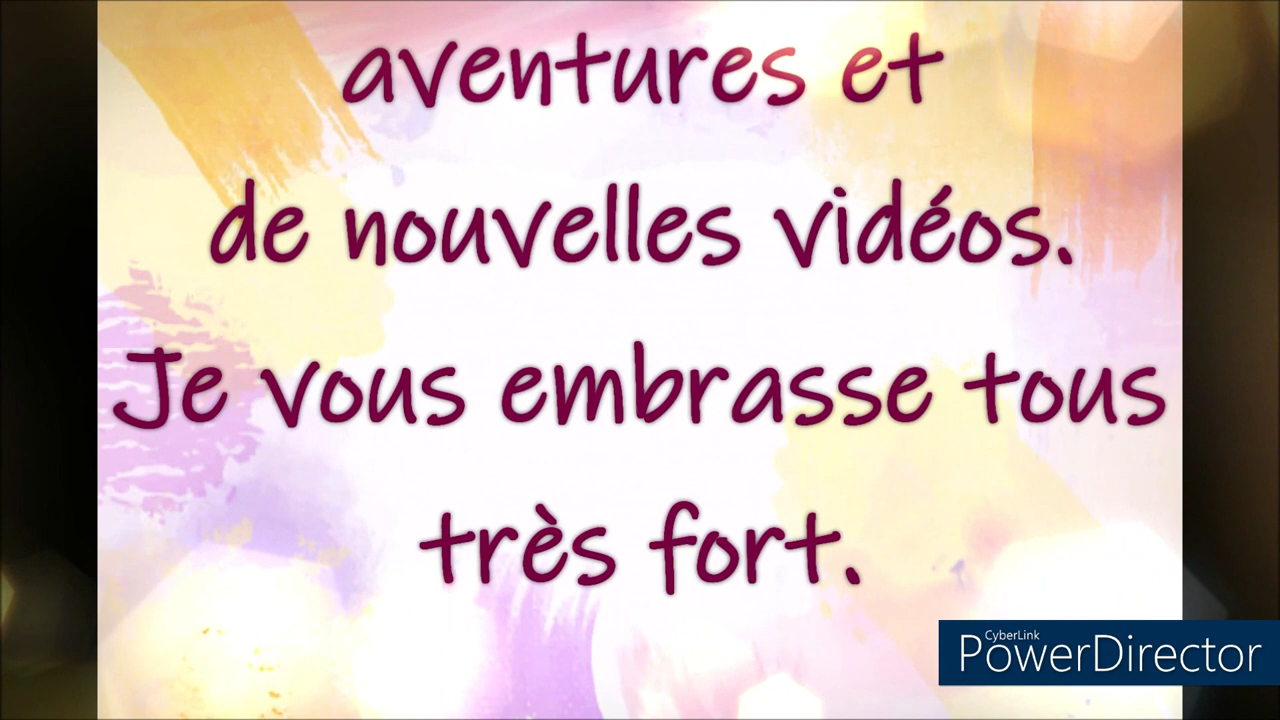 aventures et
de nouvelles vidéos.
Je vous embrasse tous
très fort.
CyberLink
PowerDirector